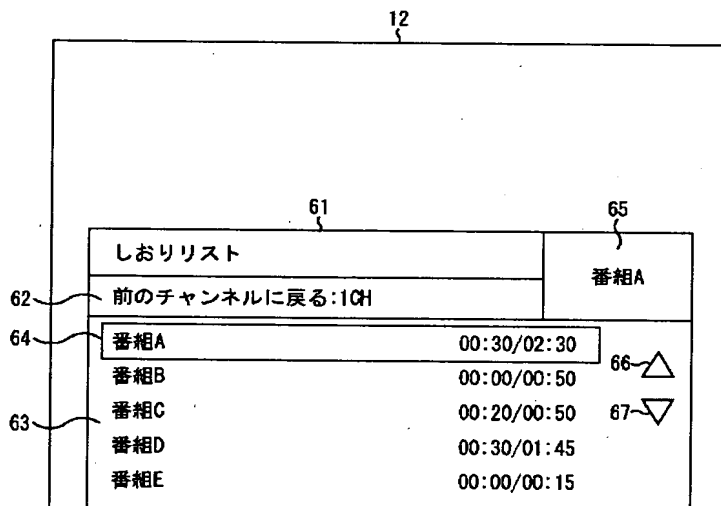 12
61
65
しおりリスト
番組A
62
前のチャンネルに戻る:1CH
64
番組A 00:30/02:30
66
番組B 00:00/00:50
63
番組C 00:20/00:50
67
番組D 00:30/01:45
番組E 00:00/00:15